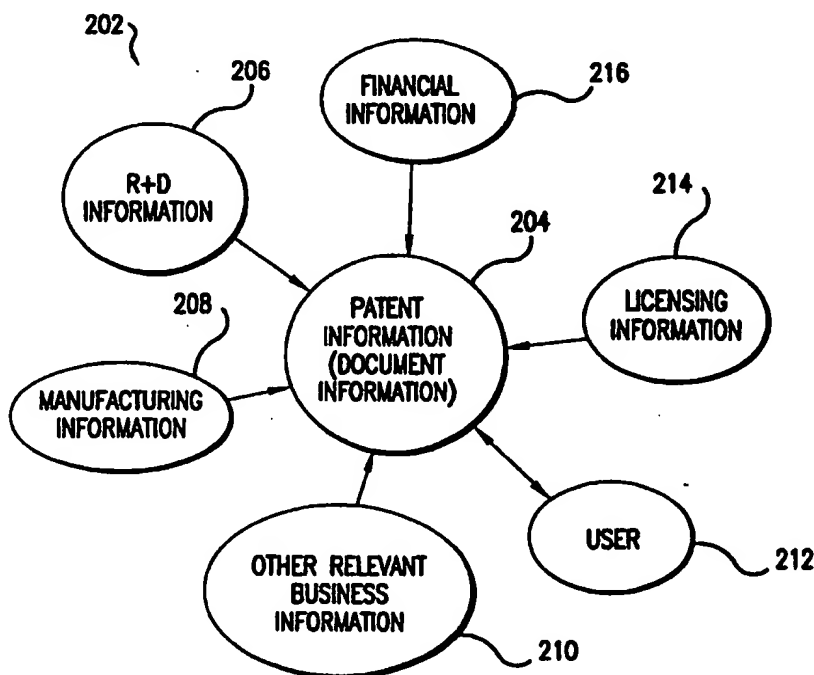 202
206
FINANCIAL
INFORMATION
216
R+D
INFORMATION
214
204
LICENSING
INFORMATION
PATENT
INFORMATION
(DOCUMENT
INFORMATION)
208
MANUFACTURING
INFORMATION
USER
212
OTHER RELEVANT
BUSINESS
INFORMATION
210